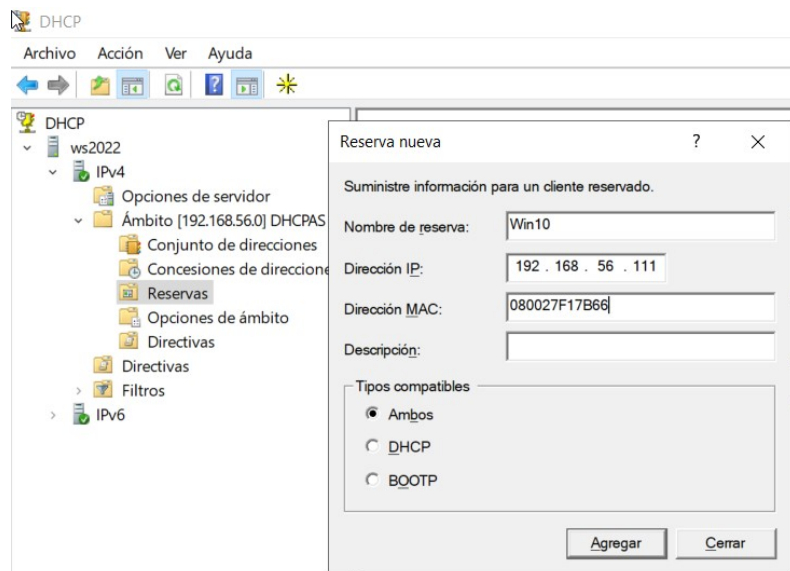 DHCP
Archivo Acción Ver Ayuda
DHCP
ws2022
IPv4
Opciones de servidor
Ámbito [192.168.56.0] DHCPAS
Conjunto de direcciones
Concesiones de direccione
Reservas
Opciones de ámbito
Directivas
Directivas
Filtros
IPv6
Reserva nueva ?
Suministre información para un cliente reservado.
Nombre de reserva: Win10
Dirección IP: 192 . 168 . 56 . 111
Dirección MAC: 080027F17B66
Descripción:
Tipos compatibles
Ambos
DHCP
BOOTP
Agregar Cerrar